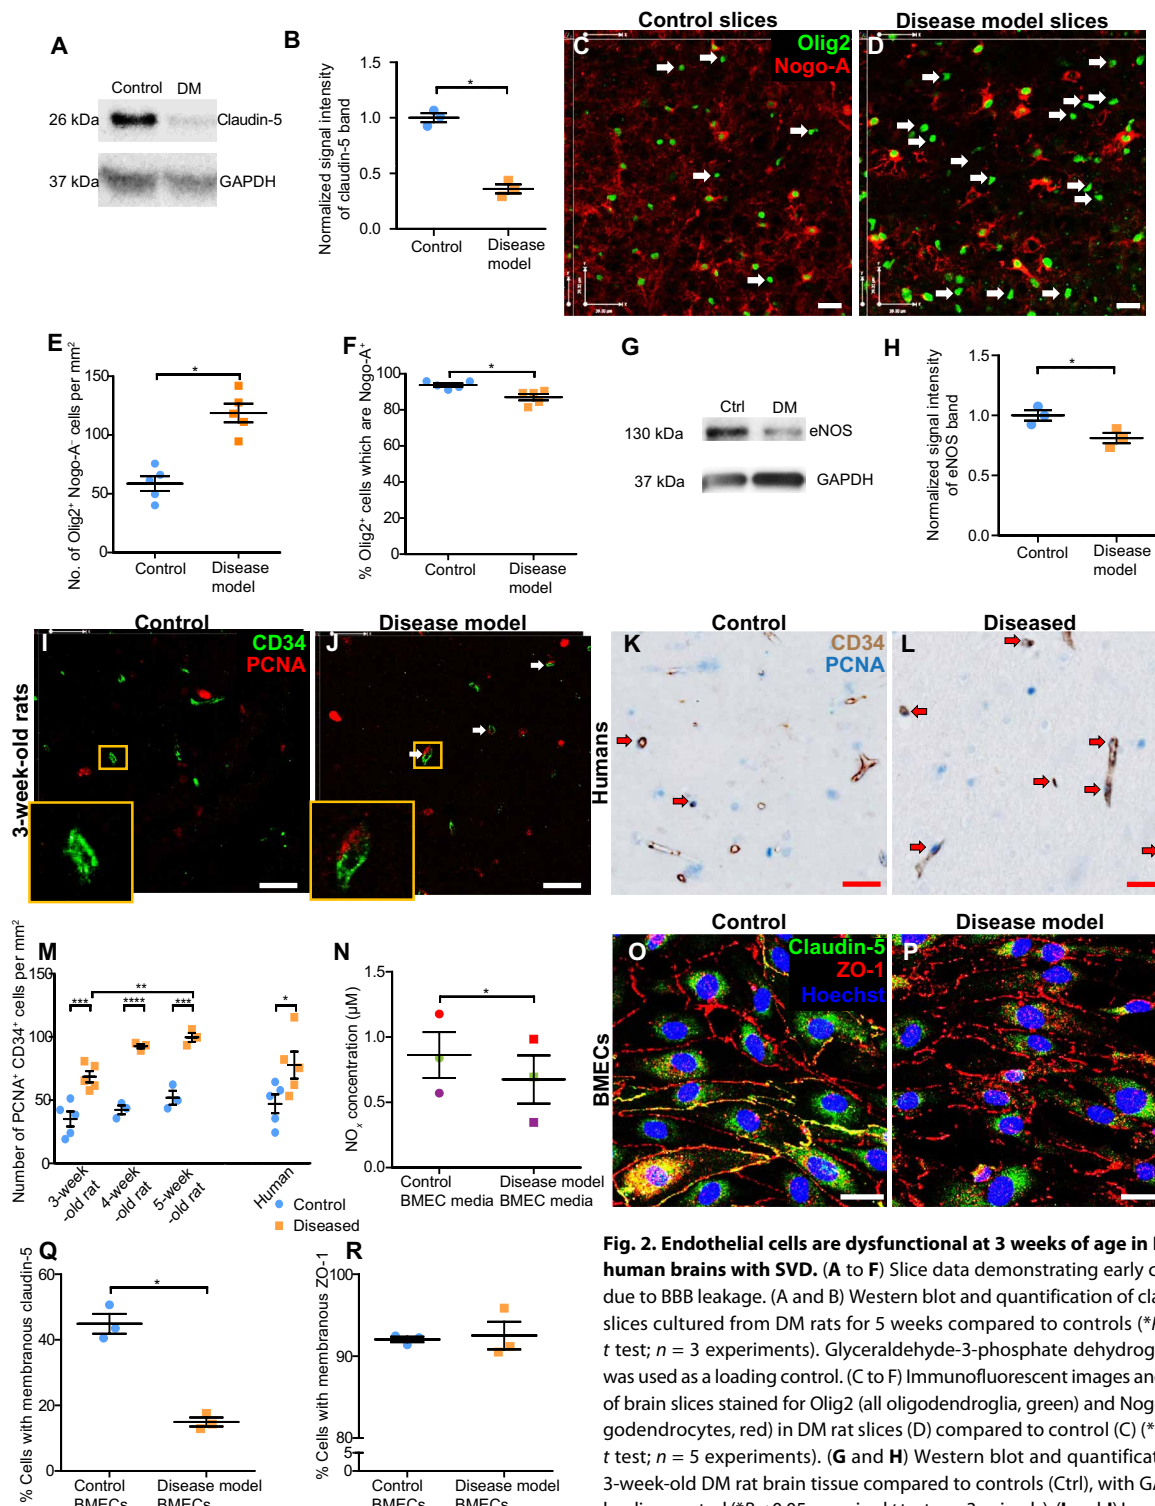 A
Control DM
26 kDa Claudin-5
37 kDa GAPDH
B
Normalized signal intensity
of claudin-5 band
1.5
1.0
0.5
0.0
*
Control
Disease
model
Control slices
C
Olig2
Nogo-A
Disease model slices
D
E
No. of Olig2⁺ Nogo-A⁻ cells per mm²
150
100
50
0
*
Control
Disease
model
F
% Olig2⁺ cells which are Nogo-A⁺
100
80
60
40
20
0
*
Control
Disease
model
G
Ctrl DM
130 kDa eNOS
37 kDa GAPDH
H
Normalized signal intensity
of eNOS band
1.5
1.0
0.5
0.0
*
Control
Disease
model
3-week-old rats
Control
I
CD34
PCNA
Disease model
J
Humans
Control
K
CD34
PCNA
Diseased
L
M
Number of PCNA⁺ CD34⁺ cells per mm²
150
100
50
0
**
*** **** *** *
3-week
-old rat
4-week
-old rat
5-week
-old rat
Human
Control
Diseased
N
NOx concentration (µM)
1.5
1.0
0.5
0.0
*
Control
BMEC media
Disease model
BMEC media
BMECs
Control
O
Claudin-5
ZO-1
Hoechst
Disease model
P
Q
% Cells with membranous claudin-5
60
40
20
0
*
Control
BMECs
Disease model
BMECs
R
% Cells with membranous ZO-1
100
90
80
5
0
Control
BMECs
Disease model
BMECs
Fig. 2. Endothelial cells are dysfunctional at 3 weeks of age in
human brains with SVD. (A to F) Slice data demonstrating early
due to BBB leakage. (A and B) Western blot and quantification of
slices cultured from DM rats for 5 weeks compared to controls
t test; n = 3 experiments). Glyceraldehyde-3-phosphate
was used as a loading control. (C to F) Immunofluorescent images
of brain slices stained for Olig2 (all oligodendroglia, green) and
godendrocytes, red) in DM rat slices (D) compared to control (C)
t test; n = 5 experiments). (G and H) Western blot and
3-week-old DM rat brain tissue compared to controls (Ctrl), with